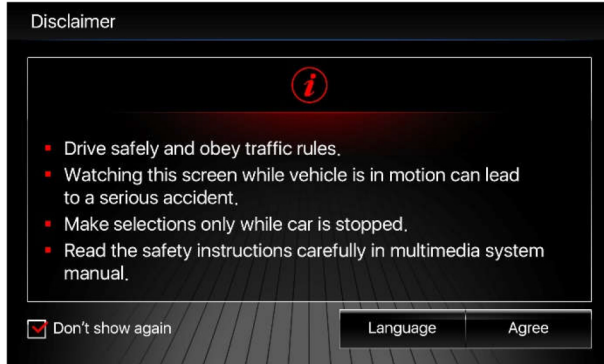 Disclaimer
i
Drive safely and obey traffic rules.
Watching this screen while vehicle is in motion can lead
to a serious accident.
Make selections only while car is stopped.
Read the safety instructions carefully in multimedia system
manual.
Don't show again
Language
Agree